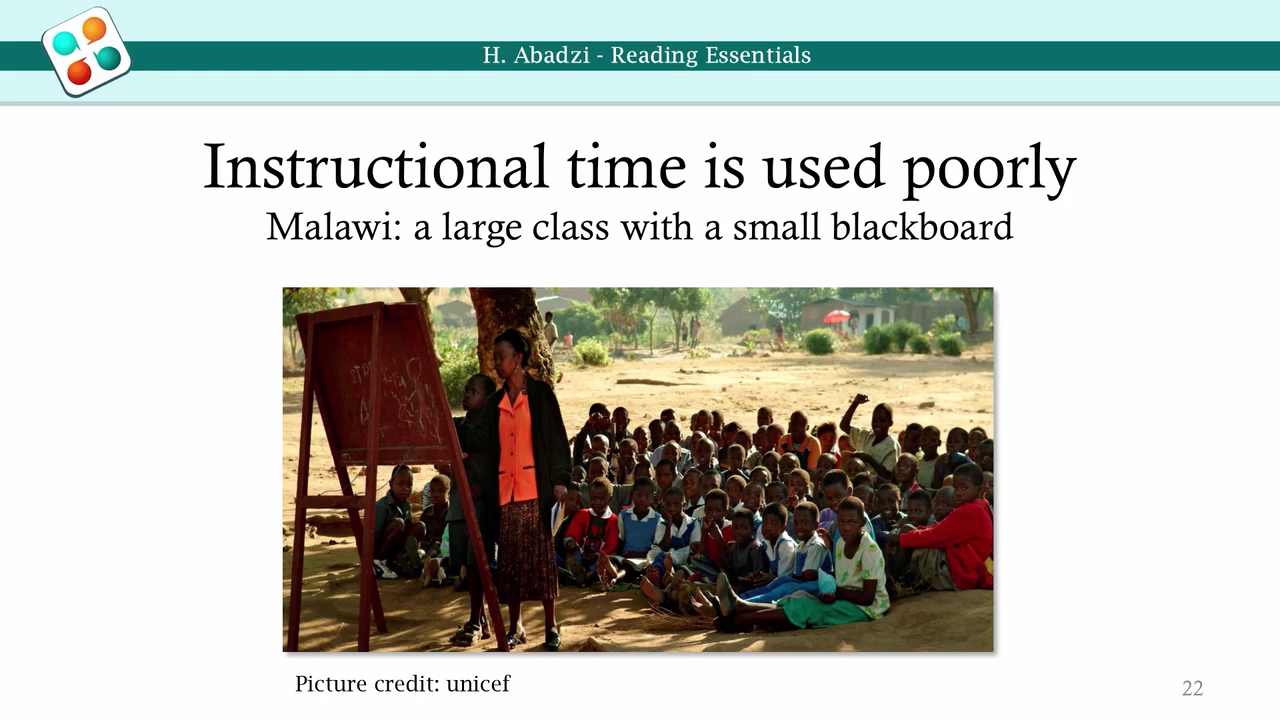 H. Abadzi - Reading Essentials
Instructional time is used poorly
Malawi: a large class with a small blackboard
Picture credit: unicef
22